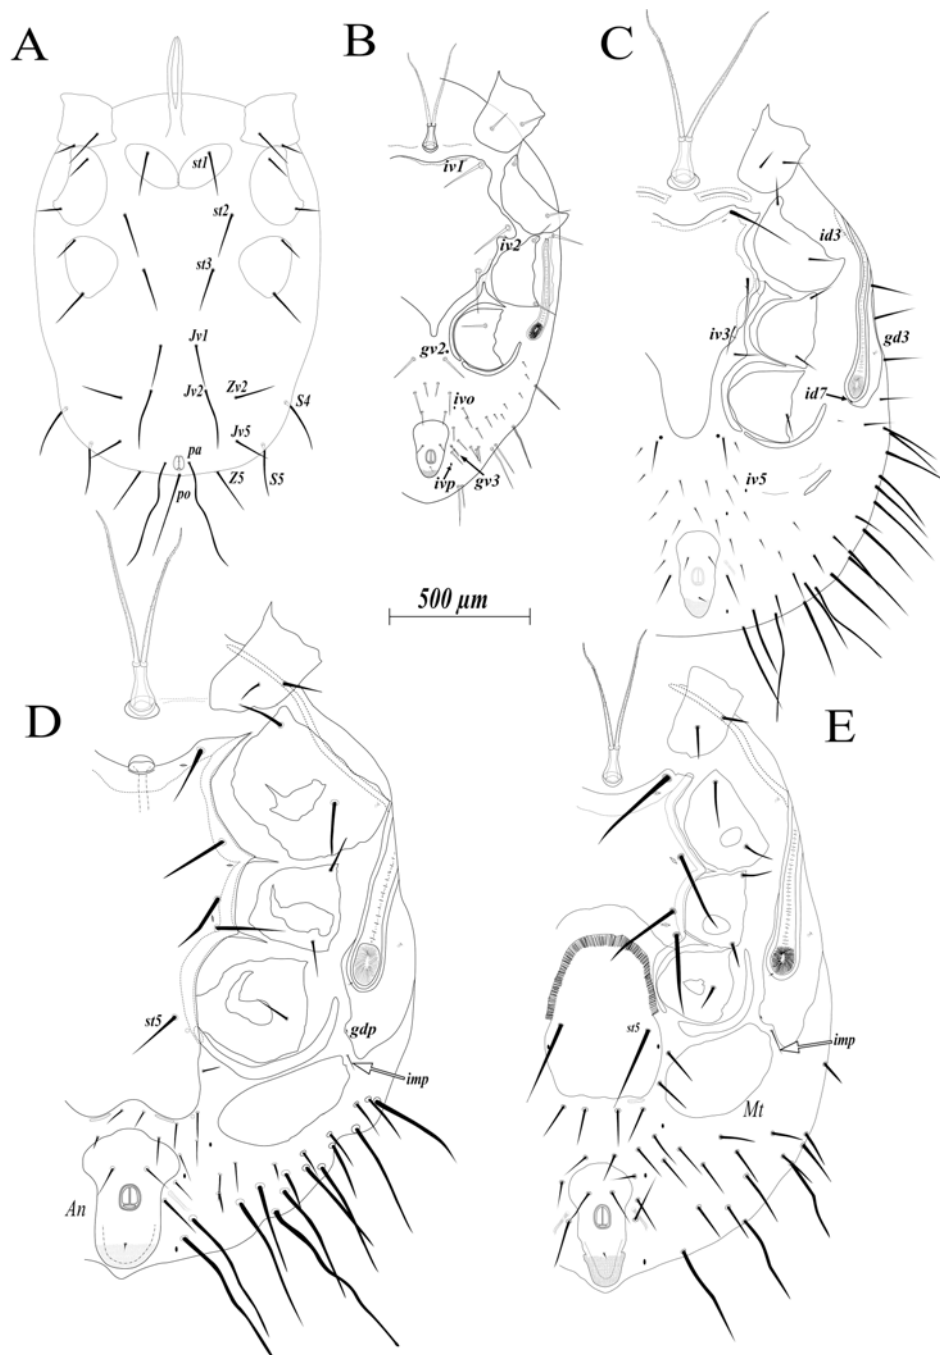 A
B
C
st1
st2
st3
Jv1
Jv2
Zv2
S4
Jv5
pa
Z5
S5
po
iv1
iv2
gv2
ivo
ivp
gv3
id3
iv3
gd3
id7
iv5
500 µm
D
E
st5
gdp
imp
An
st5
imp
Mt